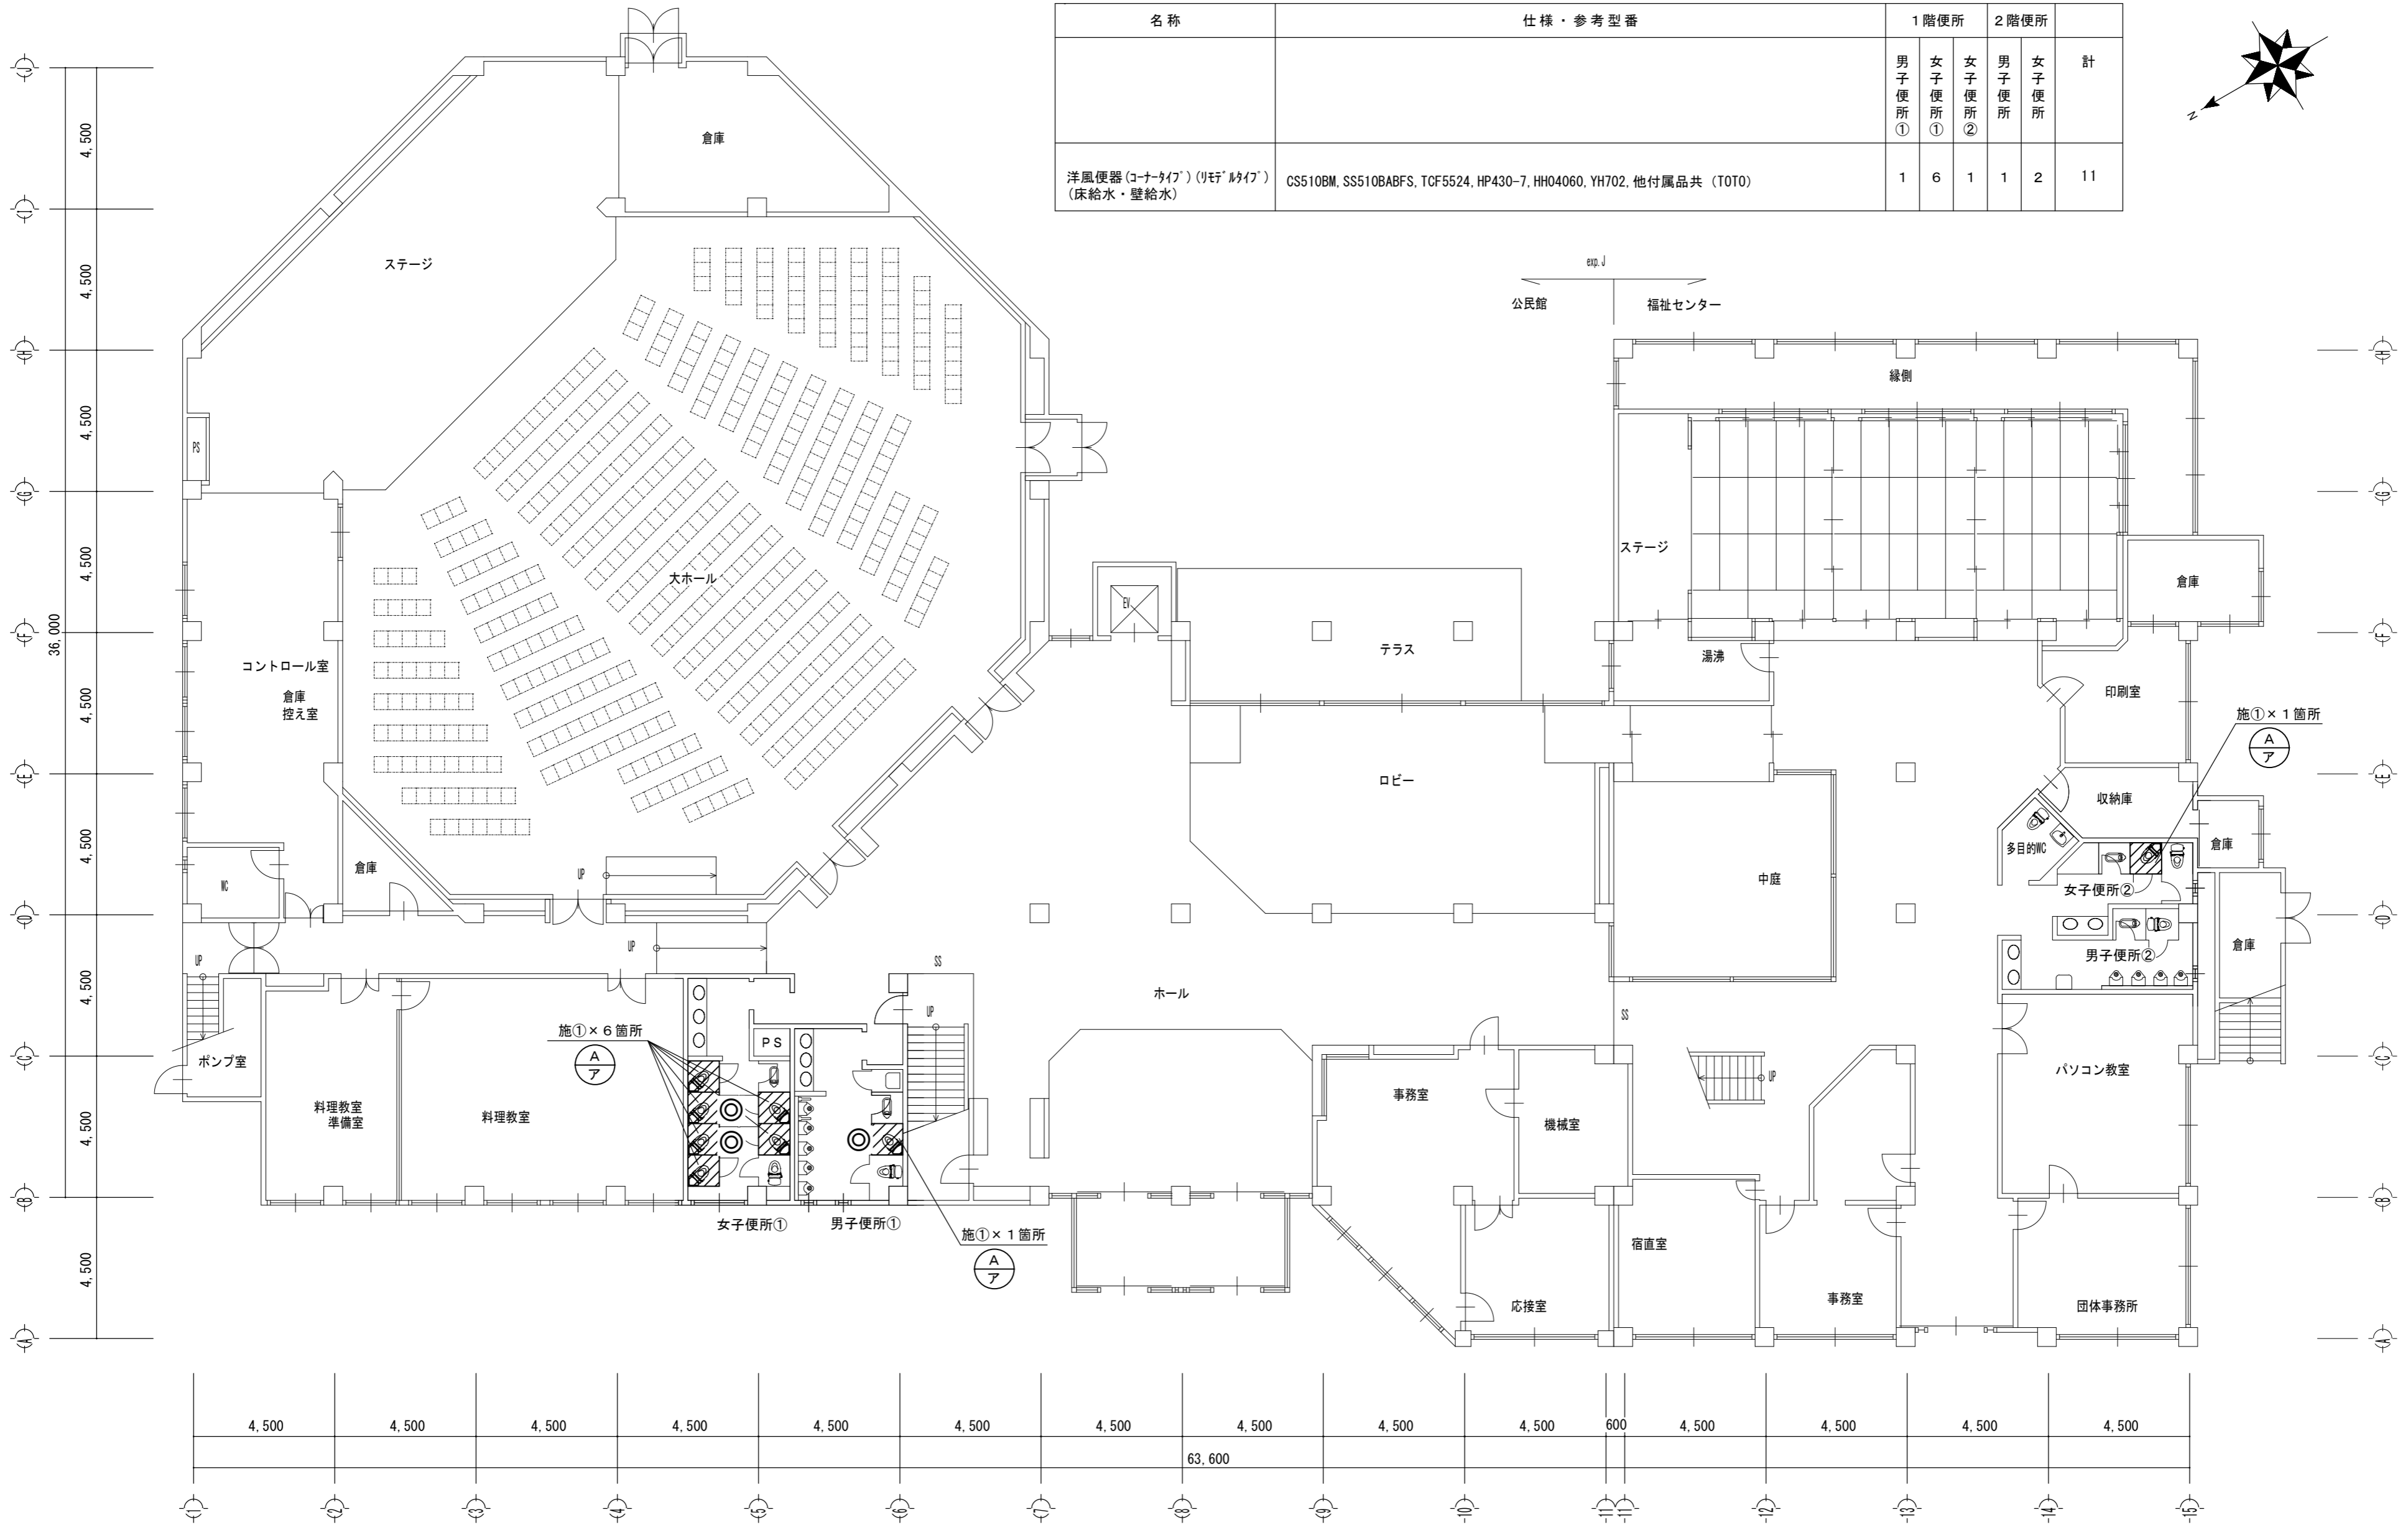 名称
仕様・参考型番
1階便所
2階便所
男子便所①
女子便所①
女子便所②
男子便所
女子便所
計
洋風便器(コーナータイプ)(リモデルタイプ)
(床給水・壁給水)
CS510BM, SS510BABFS, TCF5524, HP430-7, HH04060, YH702, 他付属品共 (TOTO)
1
6
1
1
2
11
N
J
I
H
G
F
E
D
C
B
A
4,500
4,500
4,500
4,500
4,500
4,500
4,500
4,500
4,500
36,000
倉庫
ステージ
PS
大ホール
コントロール室
倉庫
控え室
WC
倉庫
UP
UP
UP
ポンプ室
料理教室
準備室
料理教室
施①×6箇所
A
ア
PS
女子便所①
男子便所①
施①×1箇所
A
ア
SS
UP
EV
テラス
ロビー
ホール
exp.J
公民館
福祉センター
縁側
ステージ
倉庫
湯沸
印刷室
施①×1箇所
A
ア
収納庫
倉庫
多目的WC
女子便所②
中庭
男子便所②
倉庫
SS
UP
事務室
機械室
パソコン教室
宿直室
応接室
事務室
団体事務所
H
G
F
E
D
C
B
A
4,500
4,500
4,500
4,500
4,500
4,500
4,500
4,500
4,500
4,500
600
4,500
4,500
4,500
4,500
63,600
1
2
3
4
5
6
7
8
9
10
11
11
12
13
14
15